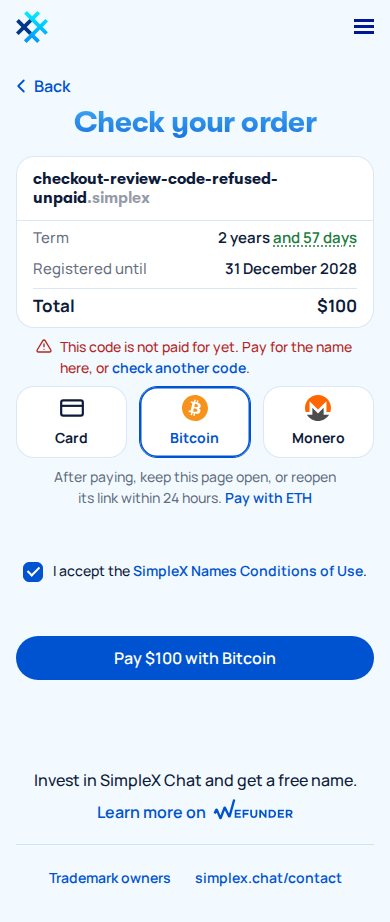 Back
Check your order
checkout-review-code-refused-
unpaid.simplex
Term 2 years and 57 days
Registered until 31 December 2028
Total $100
This code is not paid for yet. Pay for the name
here, or check another code.
Card Bitcoin Monero
After paying, keep this page open, or reopen
its link within 24 hours. Pay with ETH
I accept the SimpleX Names Conditions of Use.
Pay $100 with Bitcoin
Invest in SimpleX Chat and get a free name.
Learn more on WEFUNDER
Trademark owners simplex.chat/contact